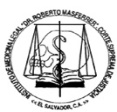 INSTITUTO DE MEDICINA LEGAL "DR. ROBERTO MASFERRER", CORTE SUPREMA DE JUSTICIA
* EL SALVADOR, C.A. *